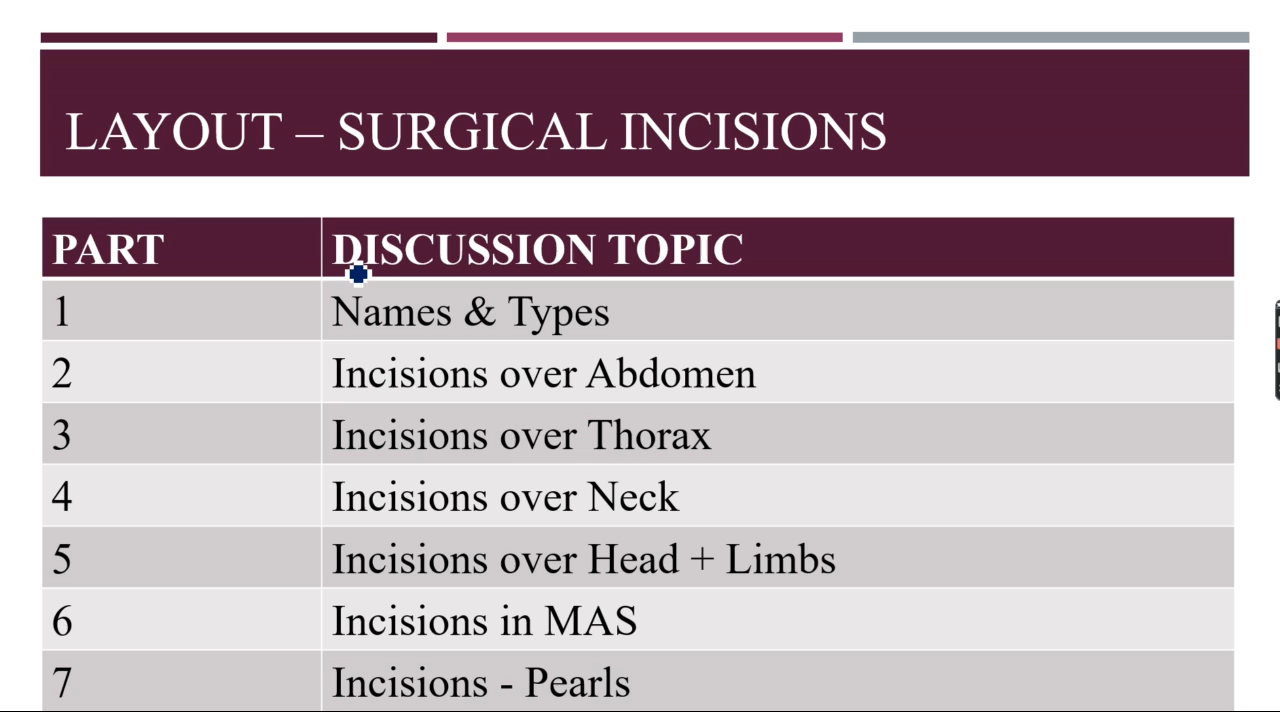 LAYOUT – SURGICAL INCISIONS
PART DISCUSSION TOPIC
1 Names & Types
2 Incisions over Abdomen
3 Incisions over Thorax
4 Incisions over Neck
5 Incisions over Head + Limbs
6 Incisions in MAS
7 Incisions - Pearls